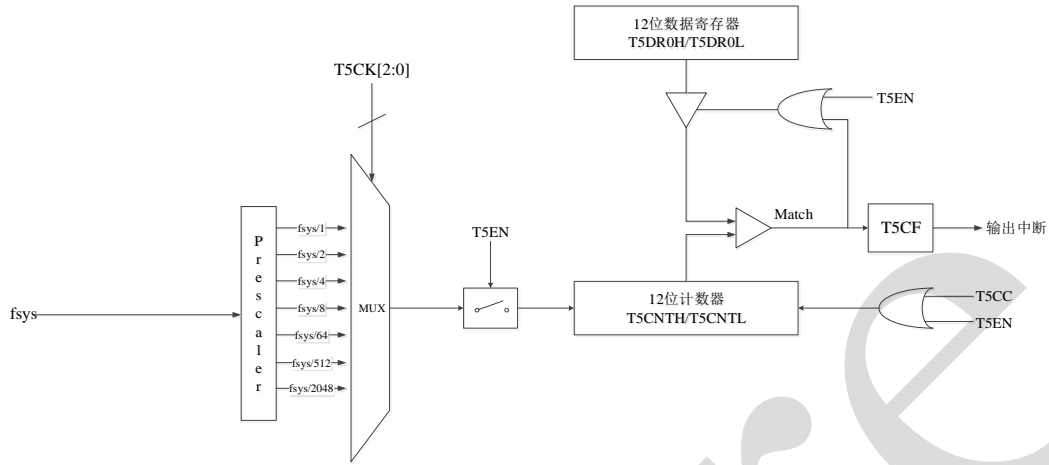 12位数据寄存器
T5DR0H/T5DR0L
T5CK[2:0]
T5EN
Match
T5CF
输出中断
Prescaler
fsys/1
fsys/2
fsys/4
fsys/8
fsys/64
fsys/512
fsys/2048
fsys
MUX
T5EN
12位计数器
T5CNTH/T5CNTL
T5CC
T5EN